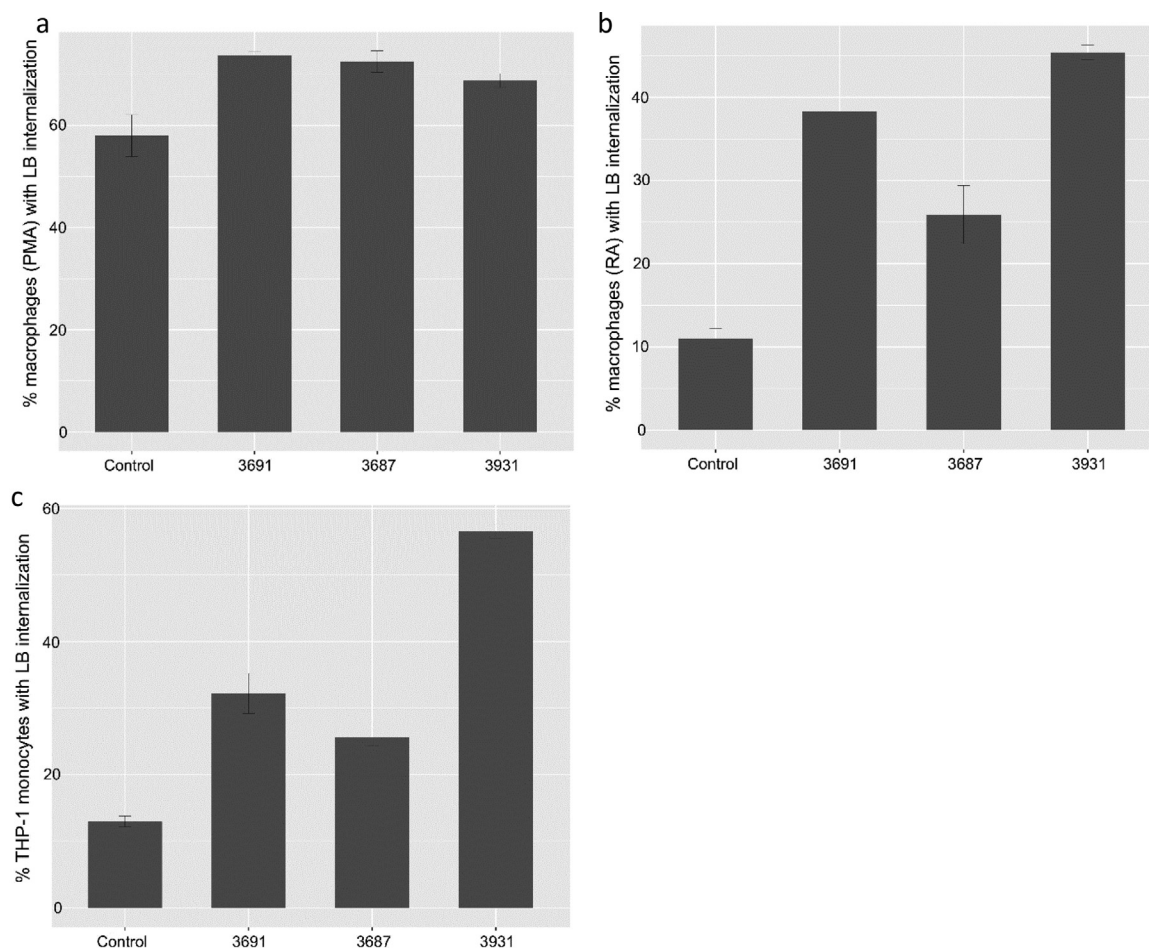 a
% macrophages (PMA) with LB internalization
60
40
20
0
Control 3691 3687 3931
b
% macrophages (RA) with LB internalization
40
30
20
10
0
Control 3691 3687 3931
c
% THP-1 monocytes with LB internalization
60
40
20
0
Control 3691 3687 3931